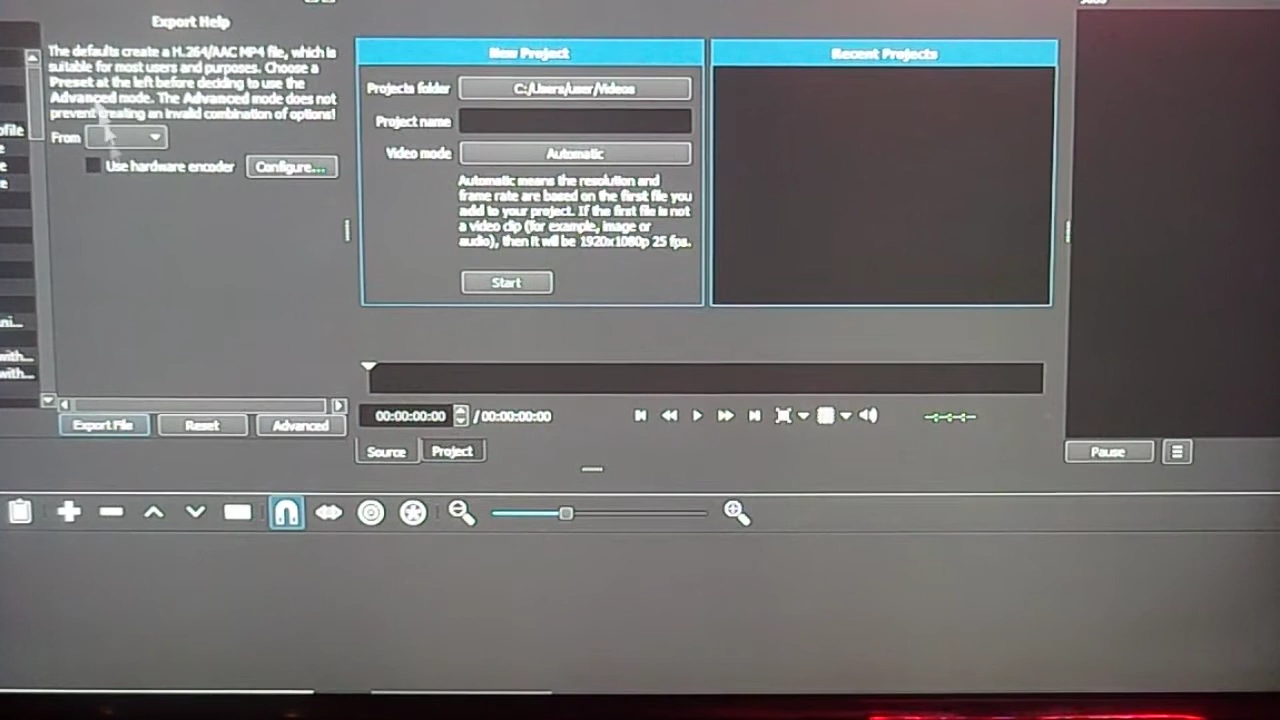 Export Help
The defaults create a H.264/AAC MP4 file, which is
suitable for most users and purposes. Choose a
Preset at the left before deciding to use the
Advanced mode. The Advanced mode does not
prevent creating an invalid combination of options!
From
Use hardware encoder
Configure...
ofile
e
e
e
ni...
with...
with...
Export File
Reset
Advanced
New Project
Projects folder
C:/Users/user/Videos
Project name
Video mode
Automatic
Automatic means the resolution and
frame rate are based on the first file you
add to your project. If the first file is not
a video clip (for example, image or
audio), then it will be 1920x1080p 25 fps.
Start
Recent Projects
00:00:00:00
/ 00:00:00:00
--:--:--:--
Source
Project
Pause